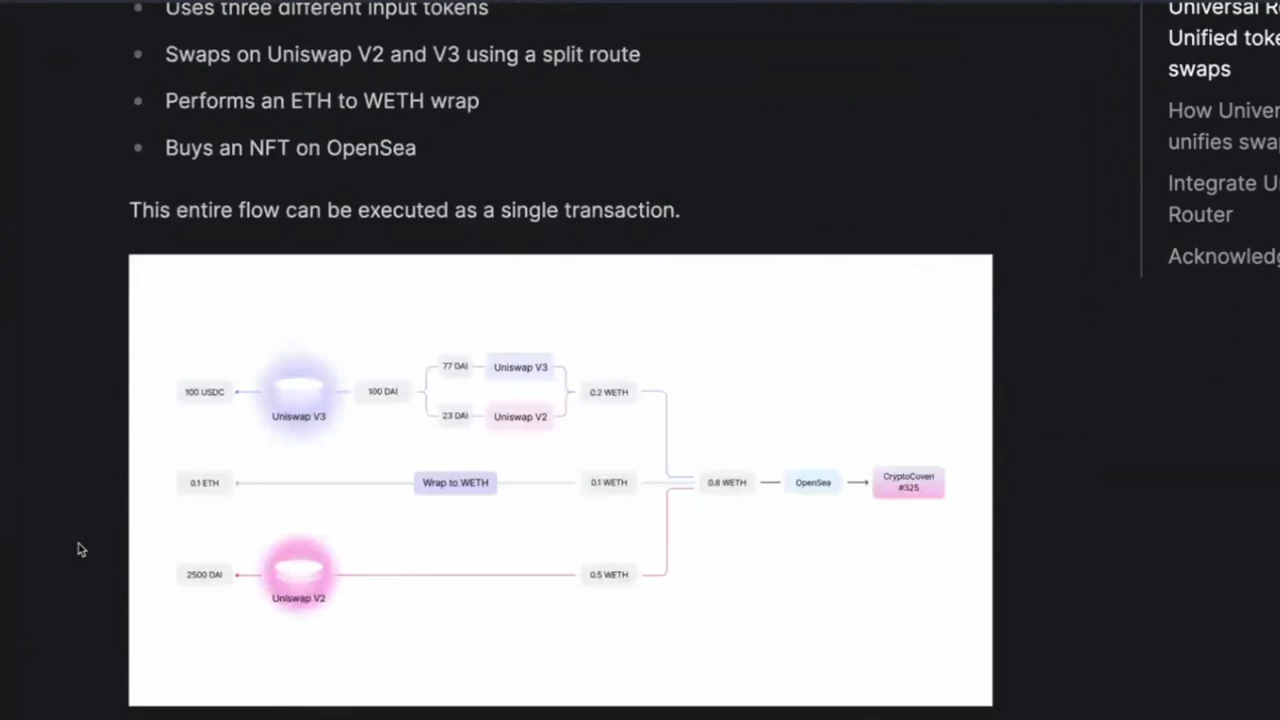 Uses three different input tokens
Swaps on Uniswap V2 and V3 using a split route
Performs an ETH to WETH wrap
Buys an NFT on OpenSea
This entire flow can be executed as a single transaction.
100 USDC
Uniswap V3
100 DAI
77 DAI
Uniswap V3
23 DAI
Uniswap V2
0.2 WETH
0.1 ETH
Wrap to WETH
0.1 WETH
0.8 WETH
OpenSea
CryptoCoven
#325
2500 DAI
Uniswap V2
0.5 WETH
Universal R
Unified toke
swaps
How Univer
unifies swa
Integrate U
Router
Acknowledg